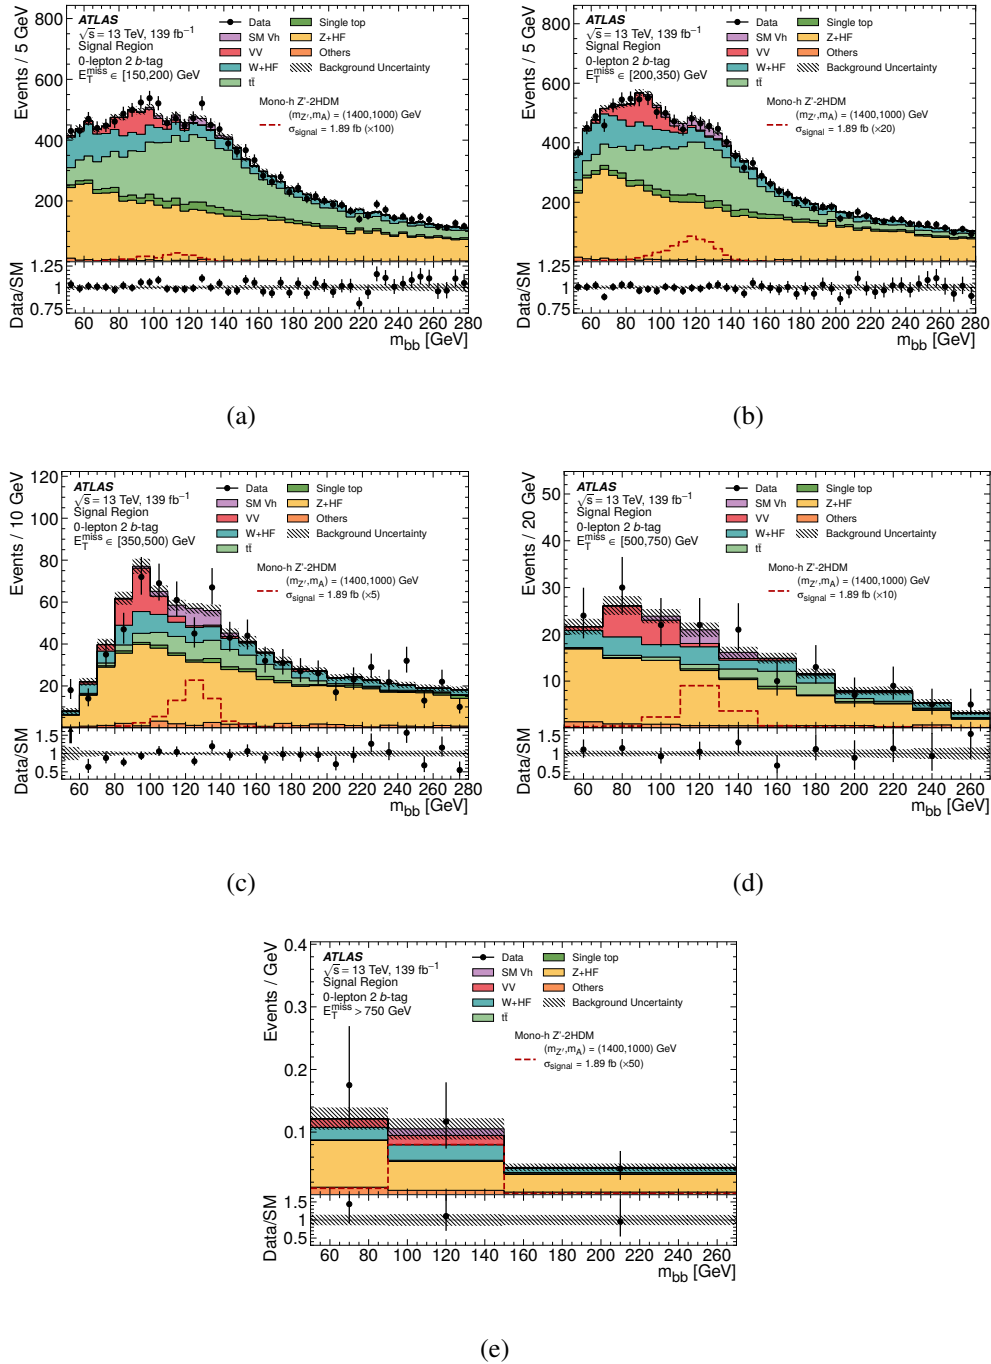 Events / 5 GeV
800
600
400
200
ATLAS
√s = 13 TeV, 139 fb⁻¹
Signal Region
0-lepton 2 b-tag
E_T^miss ∈ [150,200) GeV
Data
SM Vh
VV
W+HF
tt̄
Single top
Z+HF
Others
Background Uncertainty
Mono-h Z'-2HDM
(m_Z', m_A) = (1400,1000) GeV
σ_signal = 1.89 fb (×100)
Data/SM
1.25
1
0.75
60 80 100 120 140 160 180 200 220 240 260 280
m_bb [GeV]
(a)
Events / 5 GeV
800
600
400
200
ATLAS
√s = 13 TeV, 139 fb⁻¹
Signal Region
0-lepton 2 b-tag
E_T^miss ∈ [200,350) GeV
Data
SM Vh
VV
W+HF
tt̄
Single top
Z+HF
Others
Background Uncertainty
Mono-h Z'-2HDM
(m_Z', m_A) = (1400,1000) GeV
σ_signal = 1.89 fb (×20)
Data/SM
1.25
1
0.75
60 80 100 120 140 160 180 200 220 240 260 280
m_bb [GeV]
(b)
Events / 10 GeV
120
100
80
60
40
20
ATLAS
√s = 13 TeV, 139 fb⁻¹
Signal Region
0-lepton 2 b-tag
E_T^miss ∈ [350,500) GeV
Data
SM Vh
VV
W+HF
tt̄
Single top
Z+HF
Others
Background Uncertainty
Mono-h Z'-2HDM
(m_Z', m_A) = (1400,1000) GeV
σ_signal = 1.89 fb (×5)
Data/SM
1.5
1
0.5
60 80 100 120 140 160 180 200 220 240 260 280
m_bb [GeV]
(c)
Events / 20 GeV
50
40
30
20
10
ATLAS
√s = 13 TeV, 139 fb⁻¹
Signal Region
0-lepton 2 b-tag
E_T^miss ∈ [500,750) GeV
Data
SM Vh
VV
W+HF
tt̄
Single top
Z+HF
Others
Background Uncertainty
Mono-h Z'-2HDM
(m_Z', m_A) = (1400,1000) GeV
σ_signal = 1.89 fb (×10)
Data/SM
1.5
1
0.5
60 80 100 120 140 160 180 200 220 240 260
m_bb [GeV]
(d)
Events / GeV
0.4
0.3
0.2
0.1
ATLAS
√s = 13 TeV, 139 fb⁻¹
Signal Region
0-lepton 2 b-tag
E_T^miss > 750 GeV
Data
SM Vh
VV
W+HF
tt̄
Single top
Z+HF
Others
Background Uncertainty
Mono-h Z'-2HDM
(m_Z', m_A) = (1400,1000) GeV
σ_signal = 1.89 fb (×50)
Data/SM
1.5
1
0.5
60 80 100 120 140 160 180 200 220 240 260
m_bb [GeV]
(e)